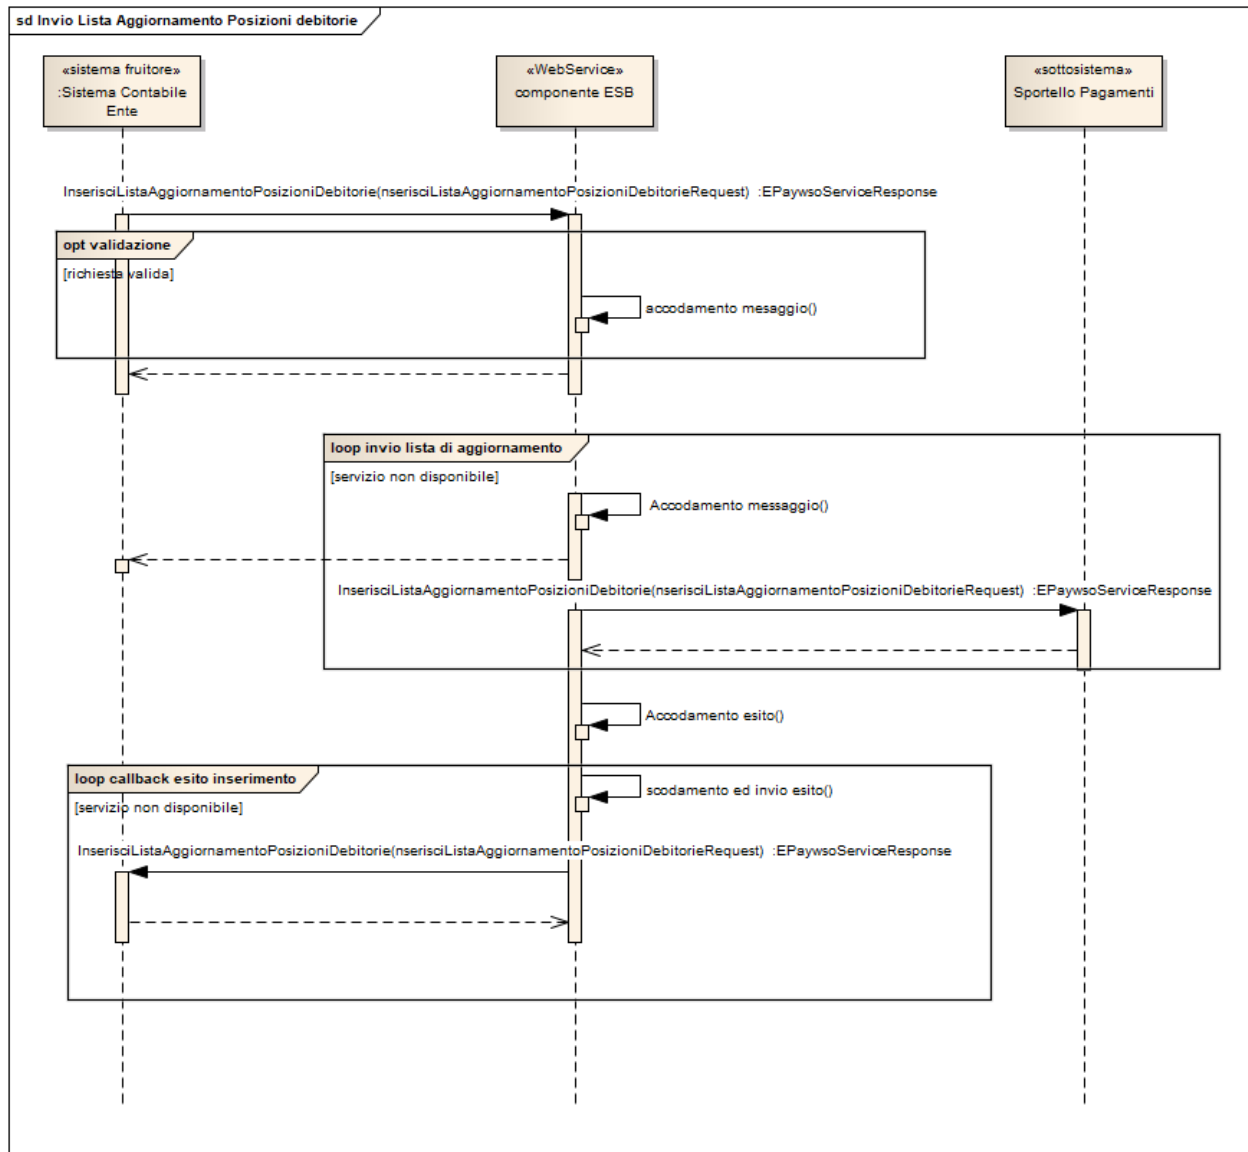 sd Invio Lista Aggiornamento Posizioni debitorie
«sistema fruitore»
:Sistema Contabile
Ente
«WebService»
componente ESB
«sottosistema»
Sportello Pagamenti
InserisciListaAggiornamentoPosizioniDebitorie(nserisciListaAggiornamentoPosizioniDebitorieRequest) :EPaywsoServiceResponse
opt validazione
[richiesta valida]
accodamento mesaggio()
loop invio lista di aggiornamento
[servizio non disponibile]
Accodamento messaggio()
InserisciListaAggiornamentoPosizioniDebitorie(nserisciListaAggiornamentoPosizioniDebitorieRequest) :EPaywsoServiceResponse
Accodamento esito()
loop callback esito inserimento
scodamento ed invio esito()
[servizio non disponibile]
InserisciListaAggiornamentoPosizioniDebitorie(nserisciListaAggiornamentoPosizioniDebitorieRequest) :EPaywsoServiceResponse